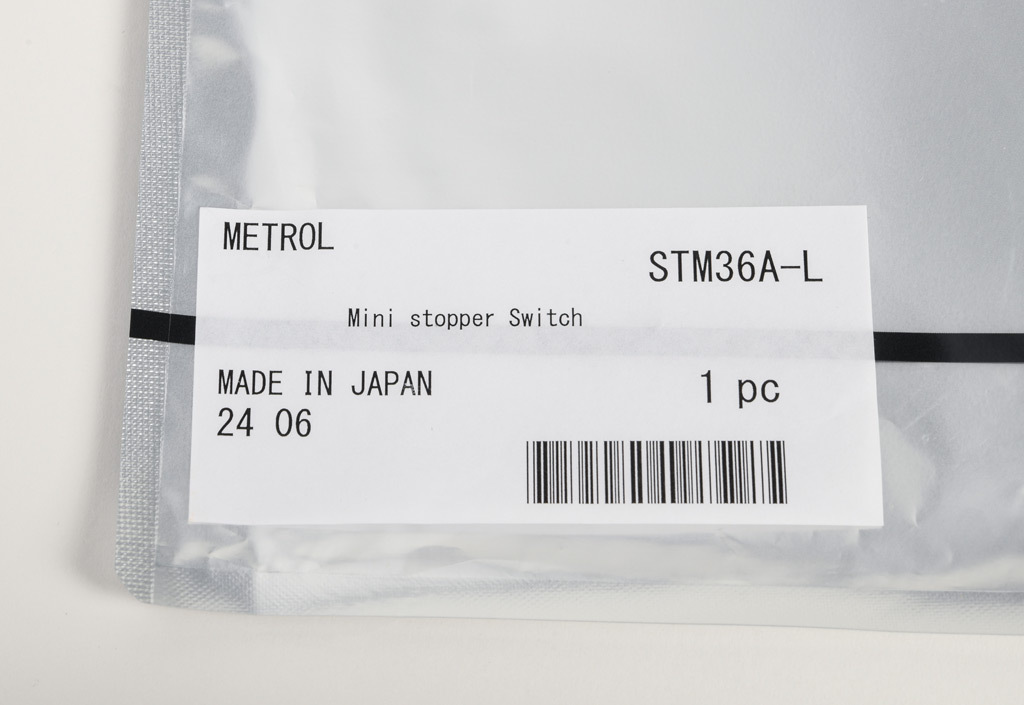 METROL
STM36A-L
Mini stopper Switch
MADE IN JAPAN
1 pc
24 06